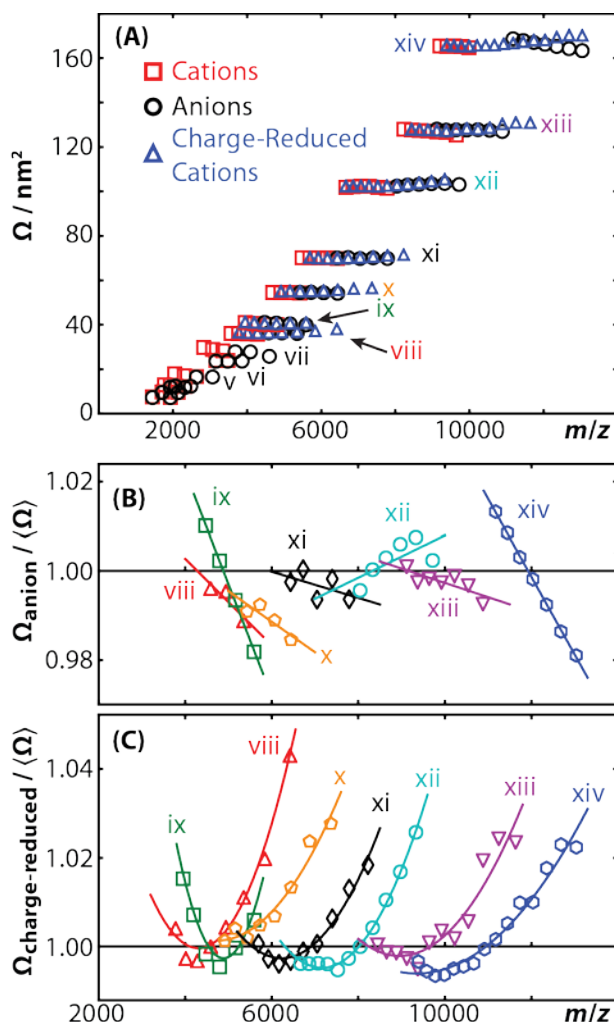 (A)
xiv
160
Cations
Anions
Charge-Reduced
Cations
xiii
120
xii
Ω / nm²
80
xi
x
ix
40
viii
vii
vi
v
0
2000 6000 10000 m/z
(B)
1.02
ix
xii
xiv
xi
1.00
viii
xiii
0.98
x
Ωanion / ⟨Ω⟩
(C)
viii
1.04
x
xi
xii
xiii
xiv
ix
1.02
1.00
Ωcharge-reduced / ⟨Ω⟩
2000 6000 10000 m/z